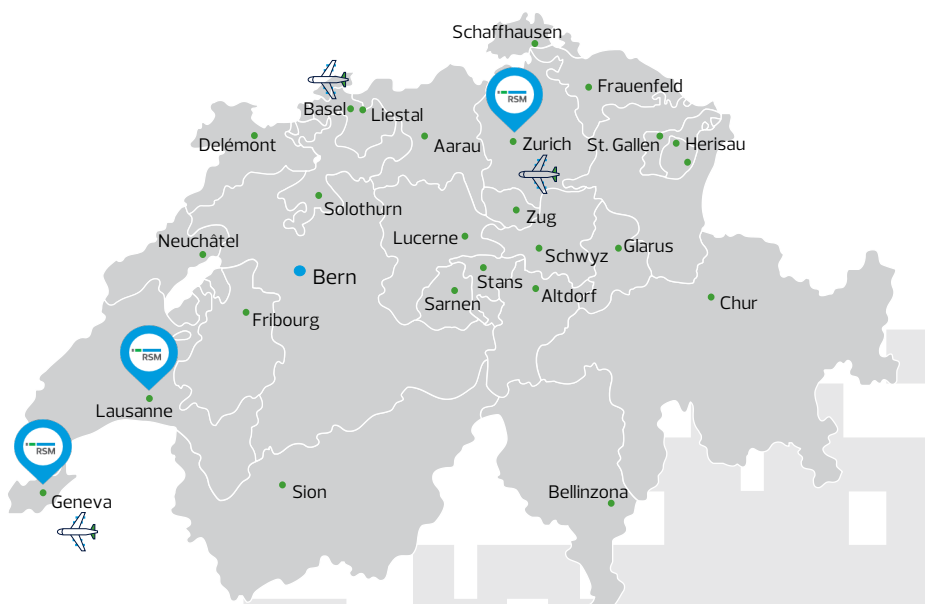 Schaffhausen
Frauenfeld
RSM
Basel
Liestal
Delémont
Aarau
Zurich
St. Gallen
Herisau
Solothurn
Zug
Neuchâtel
Lucerne
Schwyz
Glarus
Bern
Stans
Sarnen
Altdorf
Chur
Fribourg
RSM
Lausanne
RSM
Geneva
Sion
Bellinzona